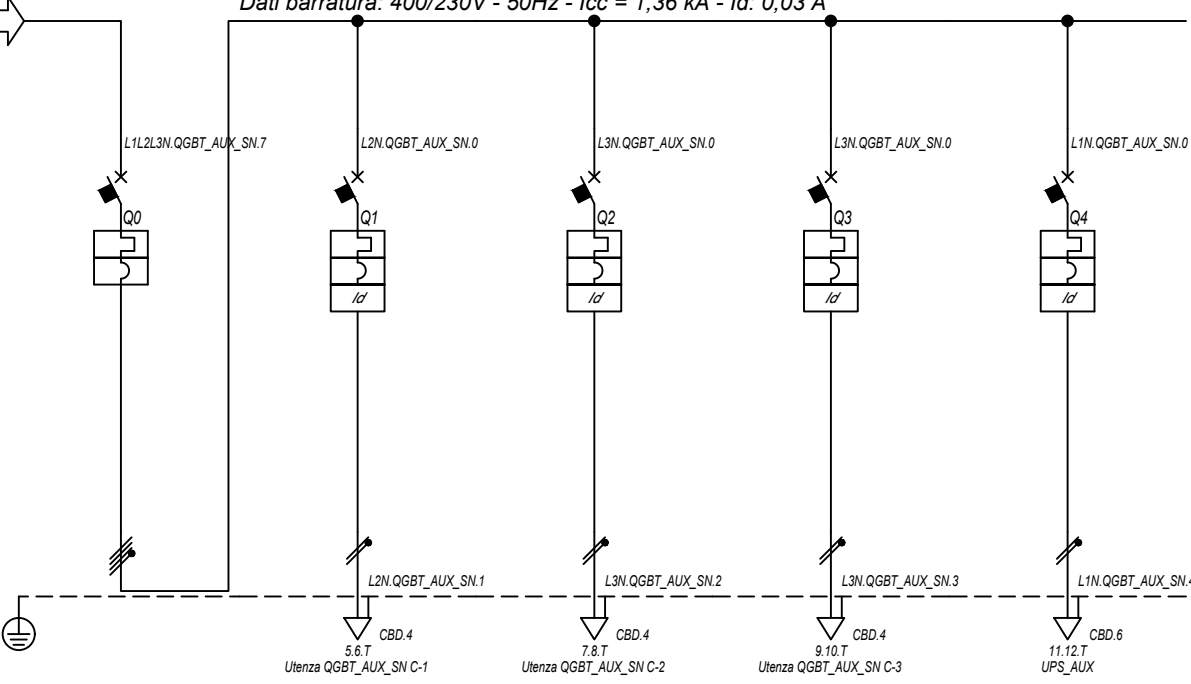 Dati barratura: 400/230V - 50Hz - Icc = 1,36 kA - Id: 0,03 A
L1L2L3N.QGBT_AUX_SN.7
L2N.QGBT_AUX_SN.0
L3N.QGBT_AUX_SN.0
L3N.QGBT_AUX_SN.0
L1N.QGBT_AUX_SN.0
Q0
Q1
Q2
Q3
Q4
Id
Id
Id
Id
L2N.QGBT_AUX_SN.1
L3N.QGBT_AUX_SN.2
L3N.QGBT_AUX_SN.3
L1N.QGBT_AUX_SN.4
CBD.4
CBD.4
CBD.4
CBD.6
5.6.T
7.8.T
9.10.T
11.12.T
Utenza QGBT_AUX_SN C-1
Utenza QGBT_AUX_SN C-2
Utenza QGBT_AUX_SN C-3
UPS_AUX